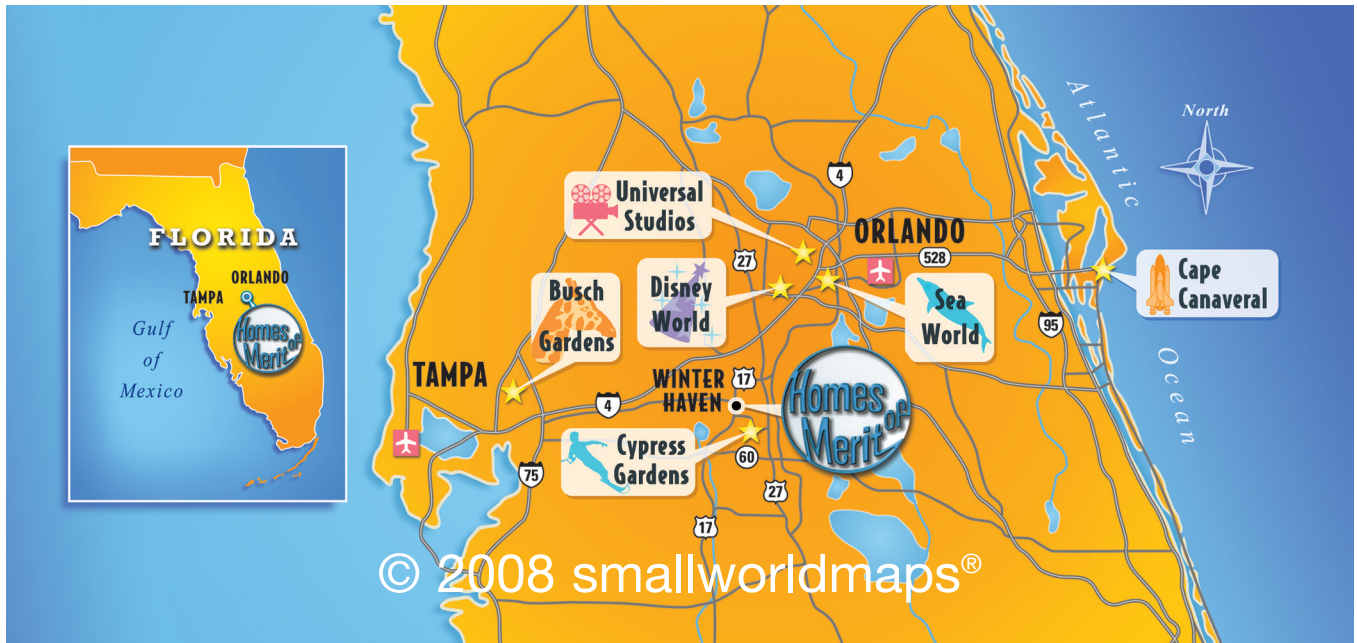 Atlantic
North
4
Universal
Studios
ORLANDO
528
27
FLORIDA
ORLANDO
TAMPA
Homes
of
Merit
Gulf
of
Mexico
Busch
Gardens
Disney
World
Sea
World
Cape
Canaveral
95
Ocean
TAMPA
WINTER
HAVEN
17
Homes
of
Merit
4
Cypress
Gardens
60
75
27
17
© 2008 smallworldmaps®